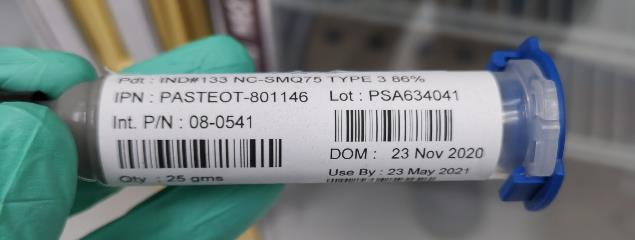 Pdt : IND#133 NC-SMQ75 TYPE 3 86%
IPN : PASTEOT-801146 Lot : PSA634041
Int. P/N : 08-0541
DOM : 23 Nov 2020
Qty : 25 gms Use By : 23 May 2021